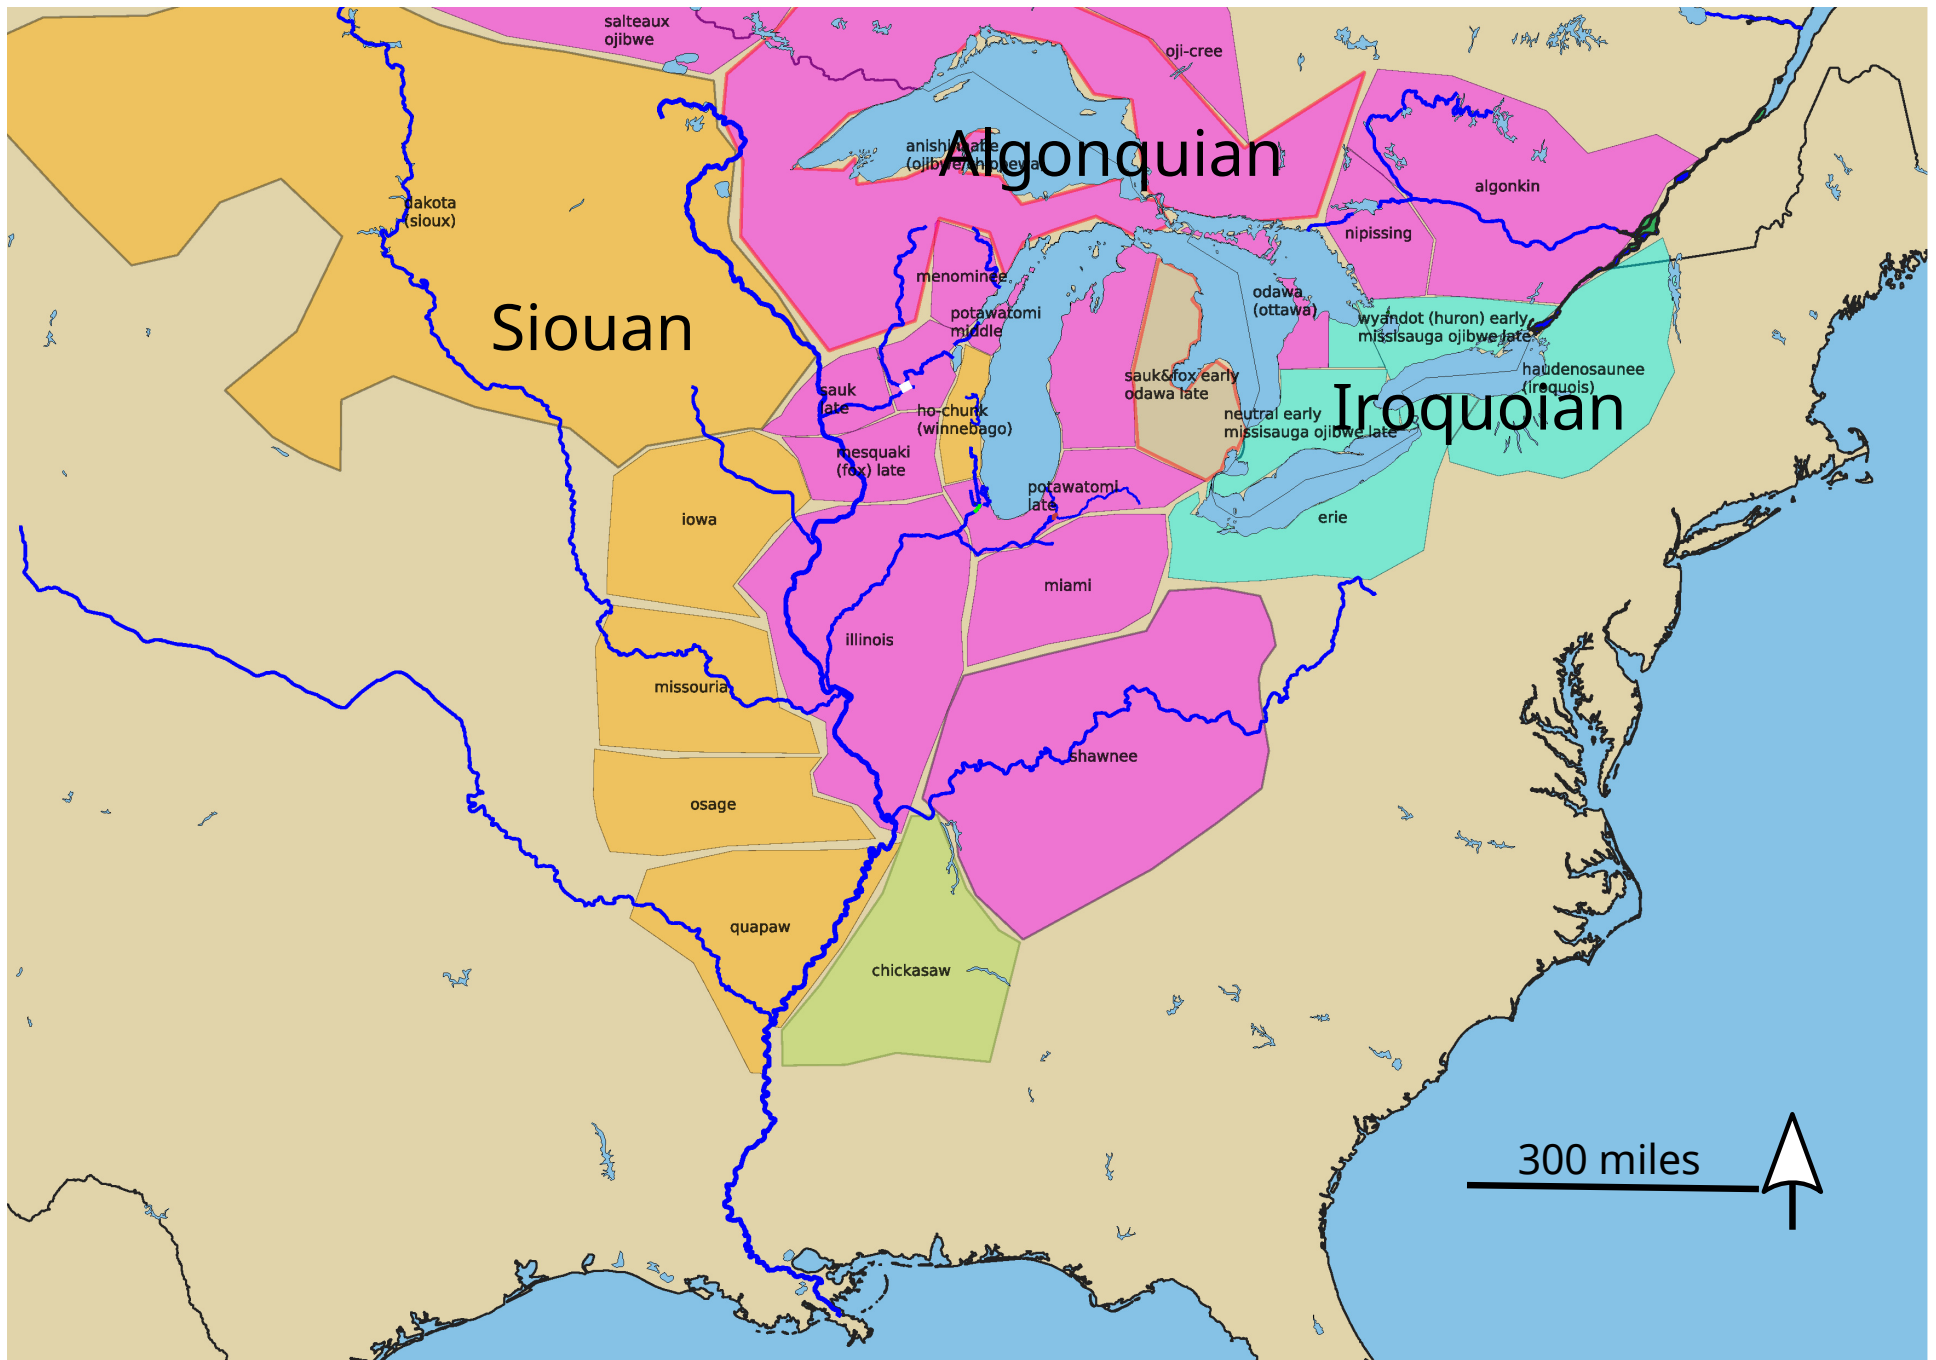 salteaux
ojibwe
oji-cree
Algonquian
anishinaabe
(ojibwe/chippewa)
algonkin
dakota
(sioux)
nipissing
menominee
odawa
(ottawa)
Siouan
potawatomi
middle
wyandot (huron) early
missisauga ojibwe late
haudenosaunee
(iroquois)
sauk&fox early
odawa late
sauk
late
Iroquoian
ho-chunk
(winnebago)
neutral early
missisauga ojibwe late
mesquaki
(fox) late
potawatomi
late
iowa
erie
miami
illinois
missouria
shawnee
osage
quapaw
chickasaw
300 miles